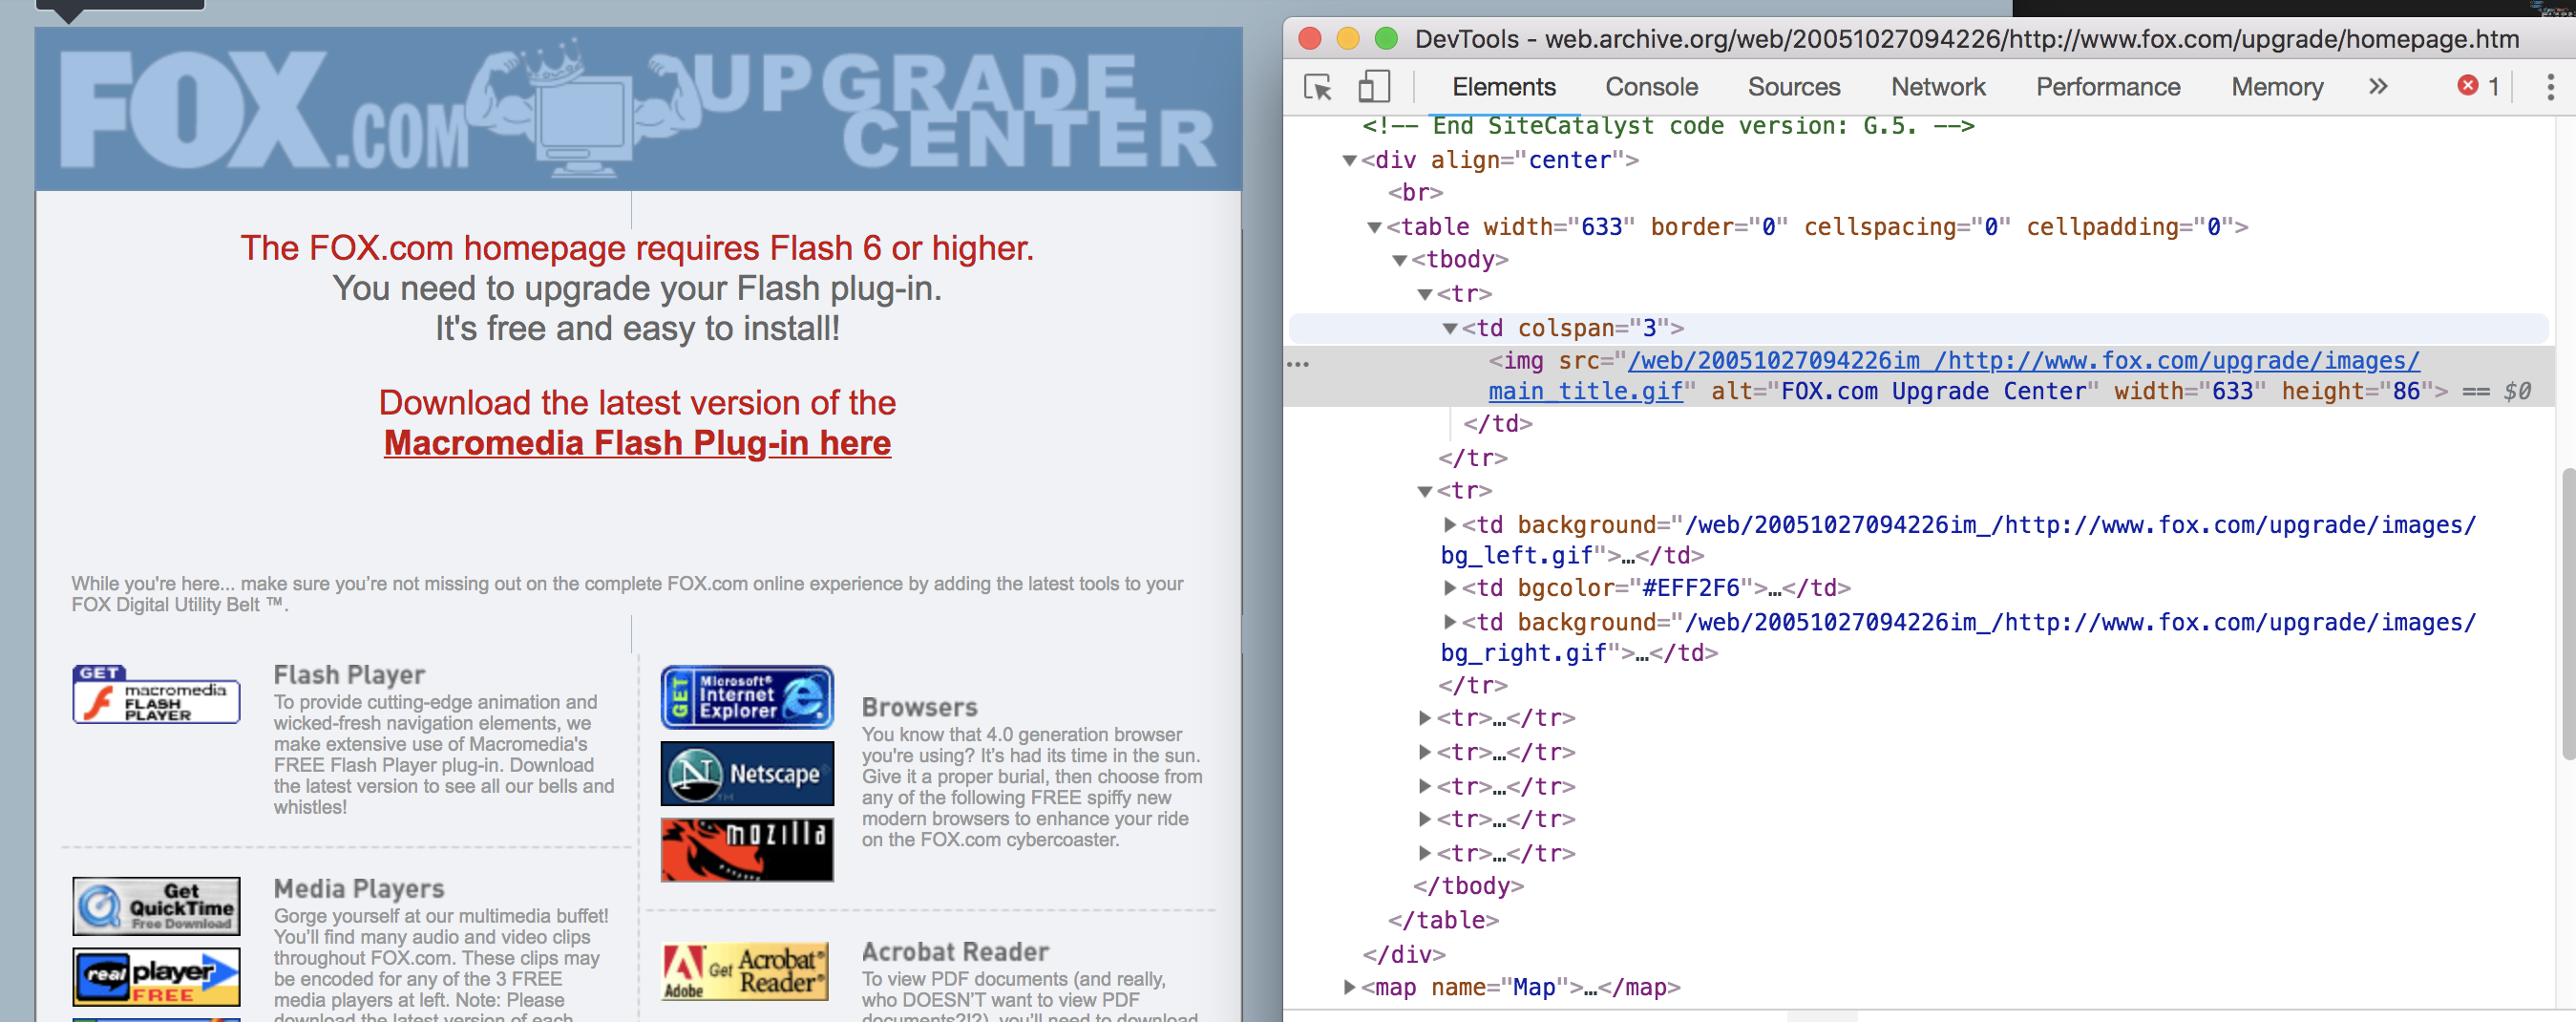 FOX.COM UPGRADE CENTER
The FOX.com homepage requires Flash 6 or higher.
You need to upgrade your Flash plug-in.
It's free and easy to install!
Download the latest version of the
Macromedia Flash Plug-in here
While you're here... make sure you’re not missing out on the complete FOX.com online experience by adding the latest tools to your
FOX Digital Utility Belt ™.
GET
macromedia
FLASH
PLAYER
Flash Player
To provide cutting-edge animation and
wicked-fresh navigation elements, we
make extensive use of Macromedia's
FREE Flash Player plug-in. Download
the latest version to see all our bells and
whistles!
Get
QuickTime
Free Download
real player
FREE
Media Players
Gorge yourself at our multimedia buffet!
You’ll find many audio and video clips
throughout FOX.com. These clips may
be encoded for any of the 3 FREE
media players at left. Note: Please
download the latest version of each
GET
Microsoft®
Internet
Explorer
Netscape
mozilla
Browsers
You know that 4.0 generation browser
you're using? It’s had its time in the sun.
Give it a proper burial, then choose from
any of the following FREE spiffy new
modern browsers to enhance your ride
on the FOX.com cybercoaster.
Adobe
Get Acrobat®
Reader®
Acrobat Reader
To view PDF documents (and really,
who DOESN’T want to view PDF
documents?!?), you’ll need to download
DevTools - web.archive.org/web/20051027094226/http://www.fox.com/upgrade/homepage.htm
Elements Console Sources Network Performance Memory » 1
<!-- End SiteCatalyst code version: G.5. -->
▼<div align="center">
<br>
▼<table width="633" border="0" cellspacing="0" cellpadding="0">
▼<tbody>
▼<tr>
▼<td colspan="3">
<img src="/web/20051027094226im_/http://www.fox.com/upgrade/images/
main_title.gif" alt="FOX.com Upgrade Center" width="633" height="86"> == $0
</td>
</tr>
▼<tr>
▶<td background="/web/20051027094226im_/http://www.fox.com/upgrade/images/
bg_left.gif">…</td>
▶<td bgcolor="#EFF2F6">…</td>
▶<td background="/web/20051027094226im_/http://www.fox.com/upgrade/images/
bg_right.gif">…</td>
</tr>
▶<tr>…</tr>
▶<tr>…</tr>
▶<tr>…</tr>
▶<tr>…</tr>
▶<tr>…</tr>
</tbody>
</table>
</div>
▶<map name="Map">…</map>